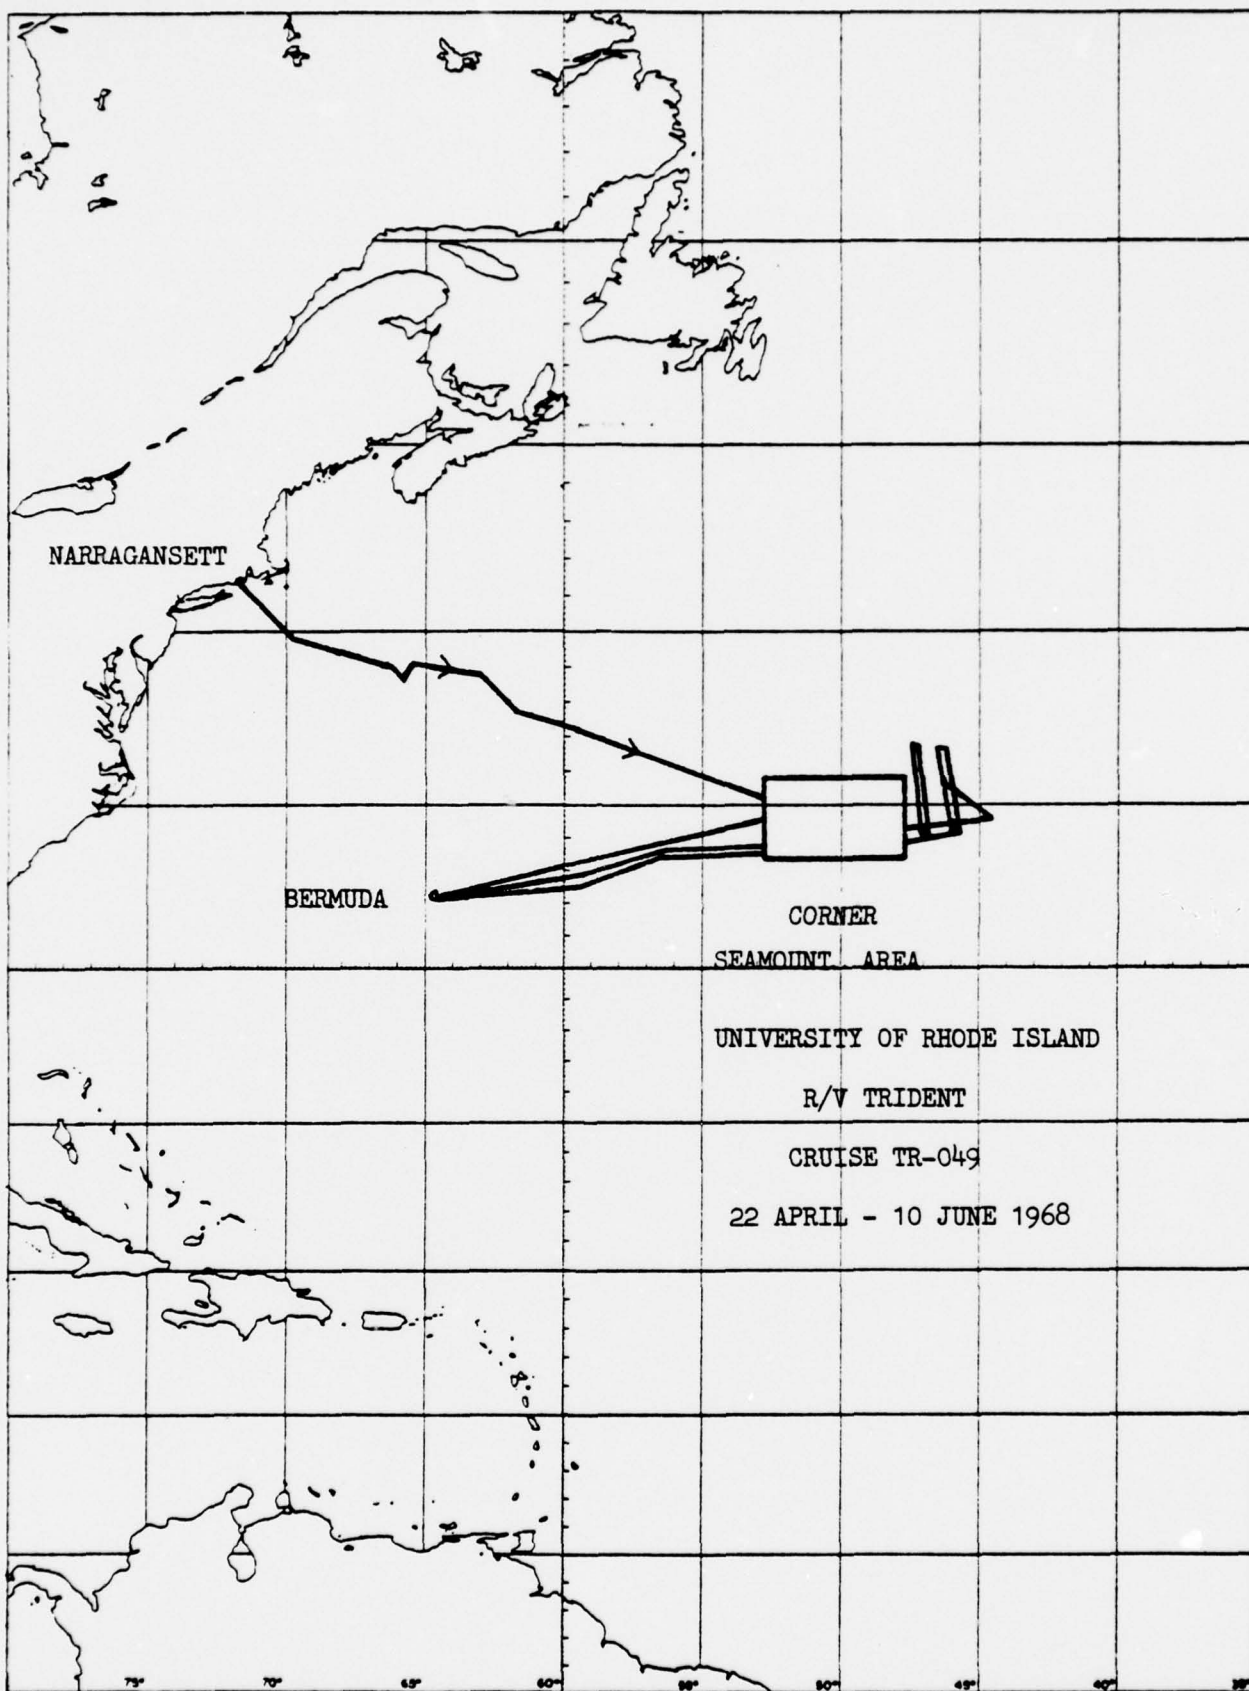 NARRAGANSETT
BERMUDA
CORNER
SEAMOUNT AREA
UNIVERSITY OF RHODE ISLAND
R/V TRIDENT
CRUISE TR-049
22 APRIL - 10 JUNE 1968
75° 70° 65° 60° 55° 50° 45° 40° 35°